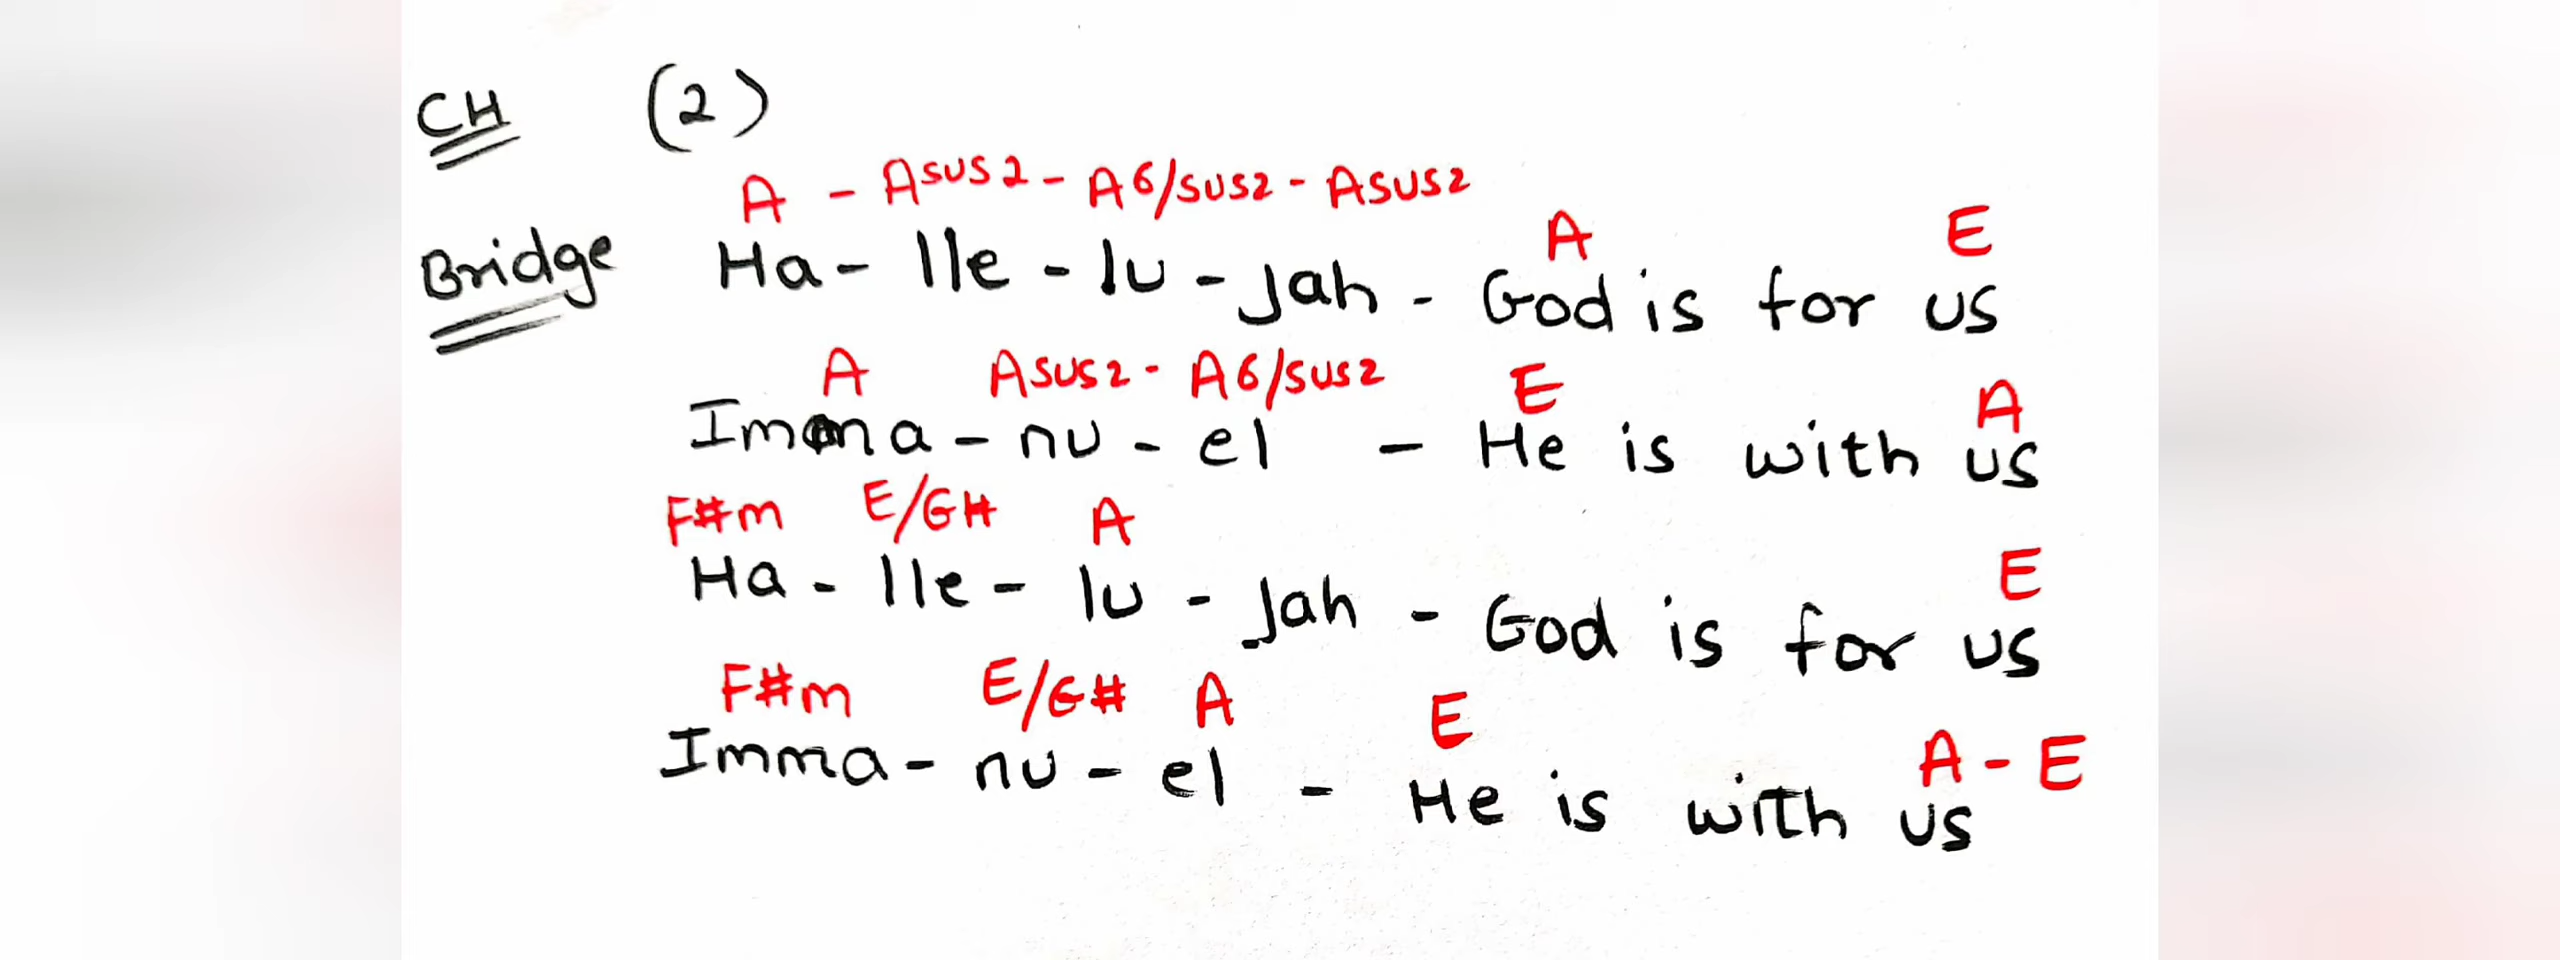 CH (2)
A - Asus2 - A6/sus2 - Asus2 A E
Bridge Ha - lle - lu - jah - God is for us
A Asus2 - A6/sus2 E A
Imma - nu - el - He is with us
F#m E/G# A E
Ha - lle - lu - jah - God is for us
F#m E/G# A E A - E
Imma - nu - el - He is with us